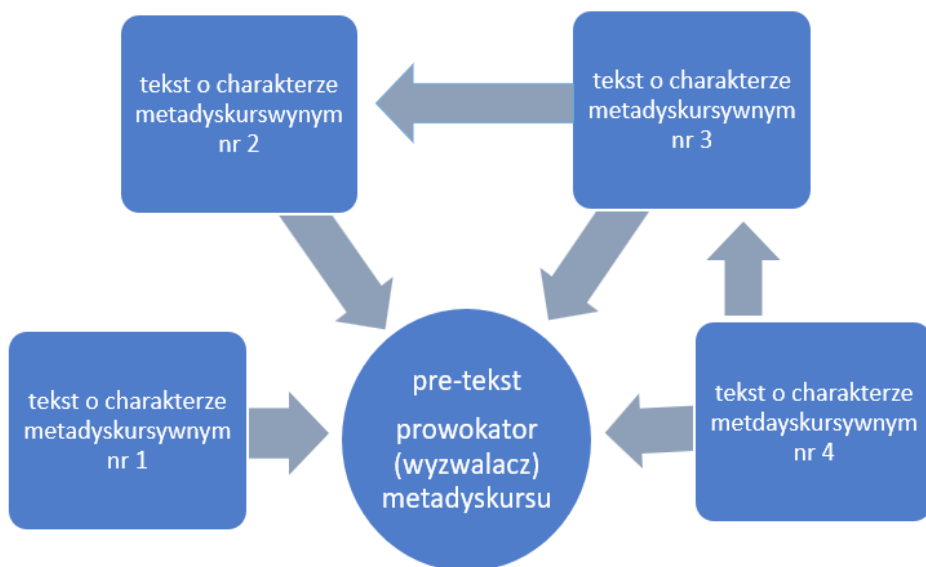 tekst o charakterze
metadyskurswynym
nr 2
tekst o charakterze
metadyskursywnym
nr 3
tekst o charakterze
metadyskursywnym
nr 1
pre-tekst
prowokator
(wyzwalacz)
metadyskursu
tekst o charakterze
metdayskursywnym
nr 4